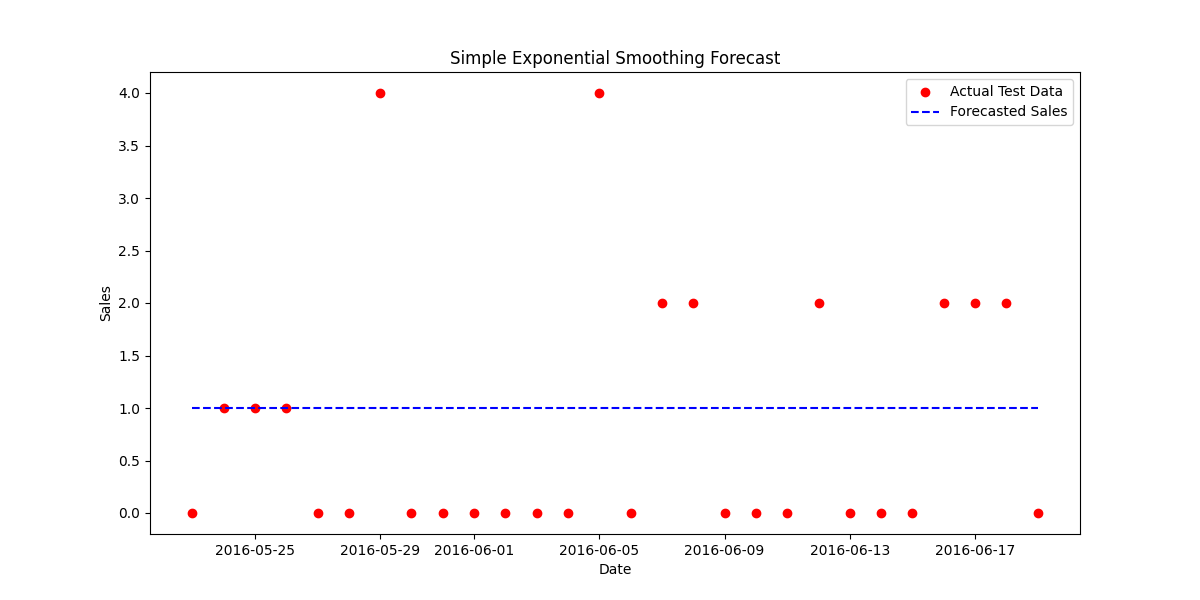 Simple Exponential Smoothing Forecast
Actual Test Data
Forecasted Sales
Sales
4.0
3.5
3.0
2.5
2.0
1.5
1.0
0.5
0.0
2016-05-25 2016-05-29 2016-06-01 2016-06-05 2016-06-09 2016-06-13 2016-06-17
Date